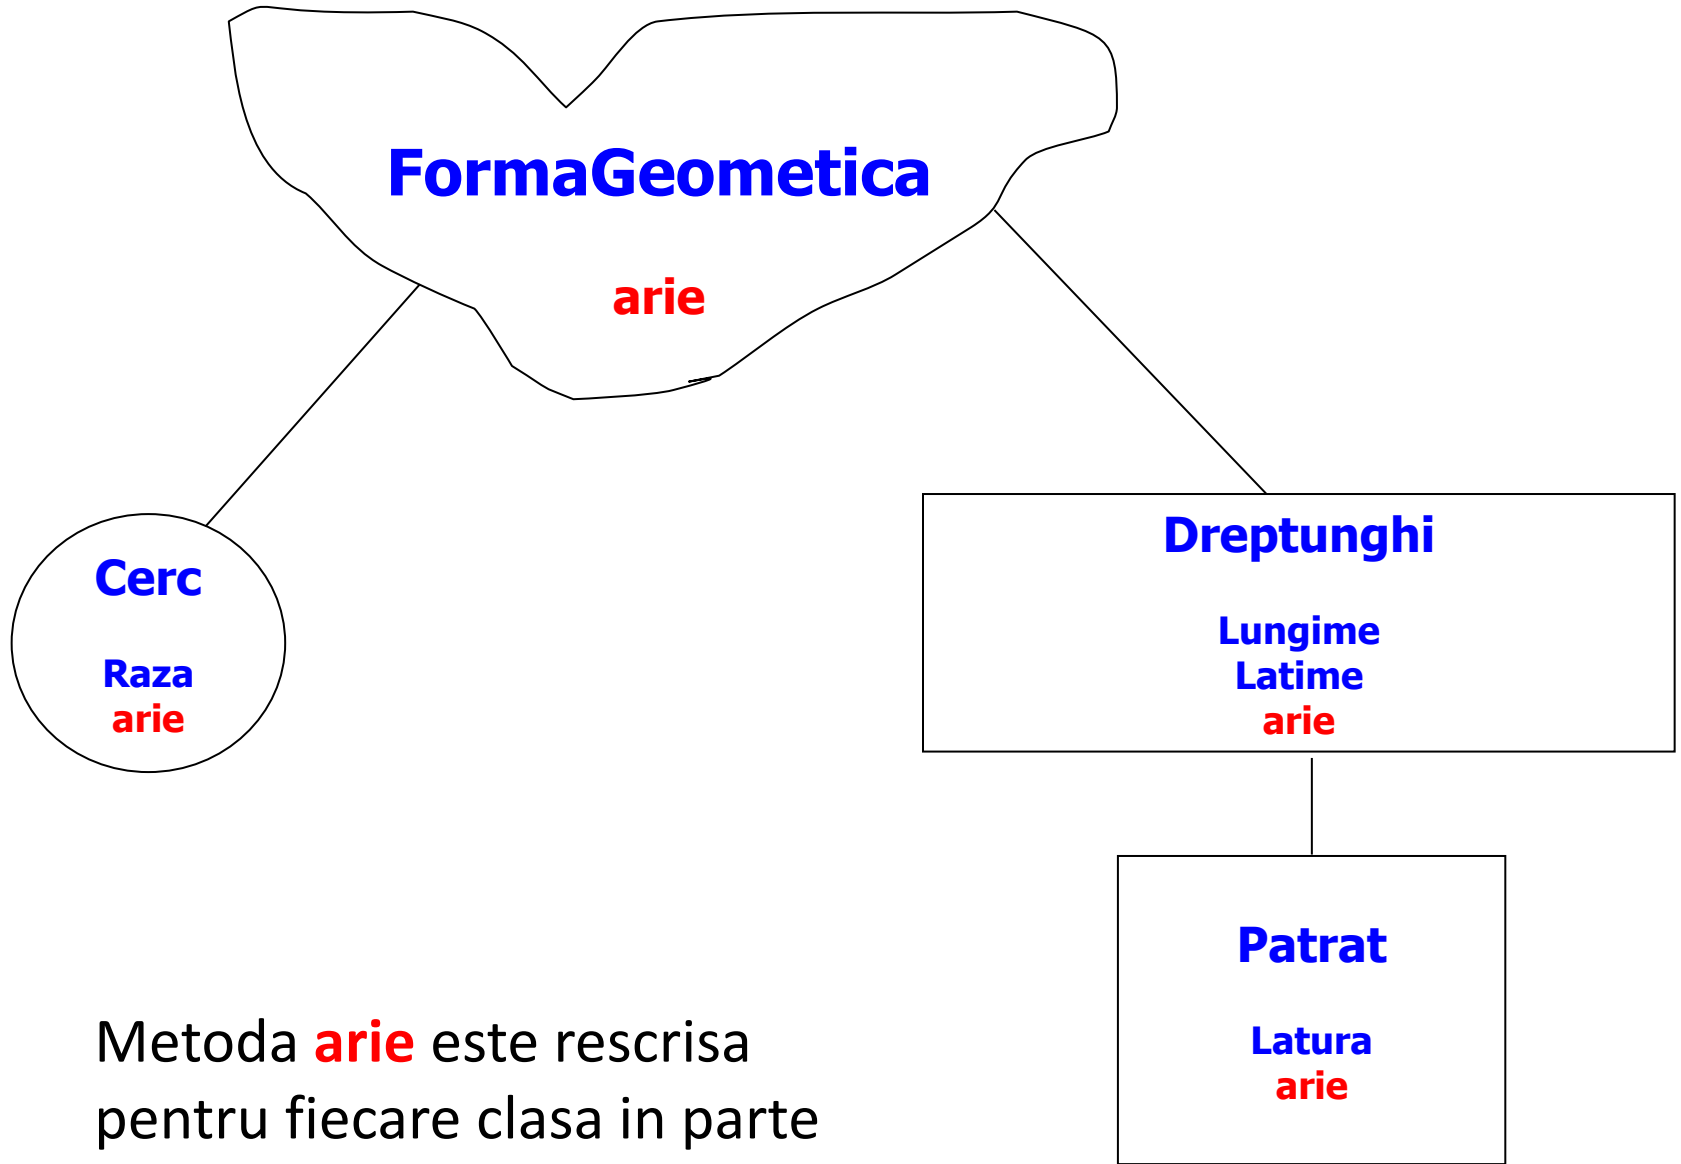 FormaGeometica
arie
Cerc
Raza
arie
Dreptunghi
Lungime
Latime
arie
Patrat
Latura
arie
Metoda arie este rescrisa
pentru fiecare clasa in parte